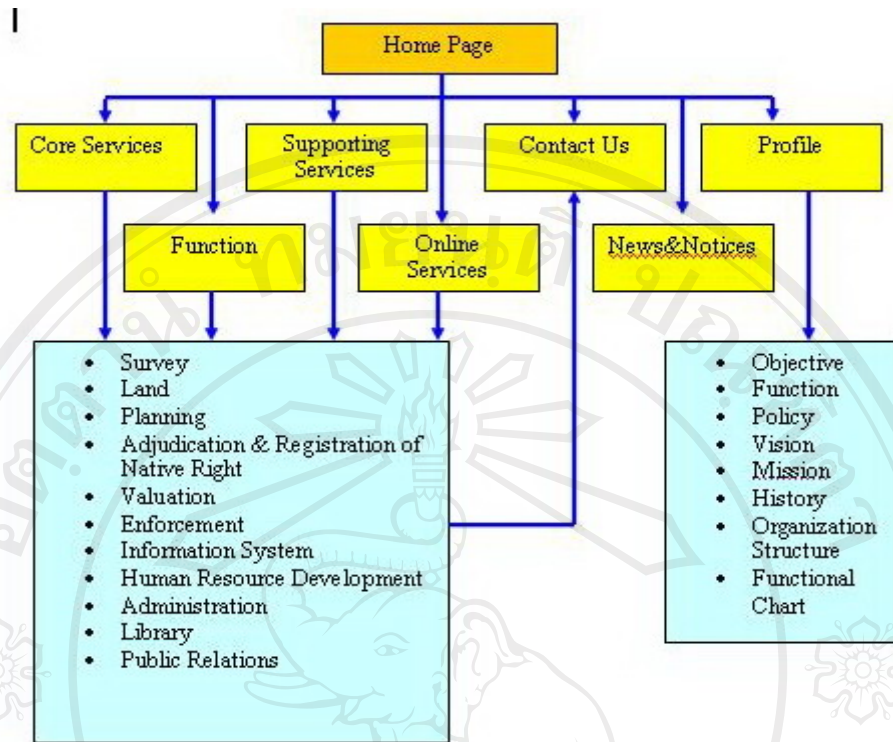 Home Page
Core Services
Supporting
Services
Contact Us
Profile
Function
Online
Services
News&Notices
• Survey
• Land
• Planning
• Adjudication & Registration of
Native Right
• Valuation
• Enforcement
• Information System
• Human Resource Development
• Administration
• Library
• Public Relations
• Objective
• Function
• Policy
• Vision
• Mission
• History
• Organization
Structure
• Functional
Chart